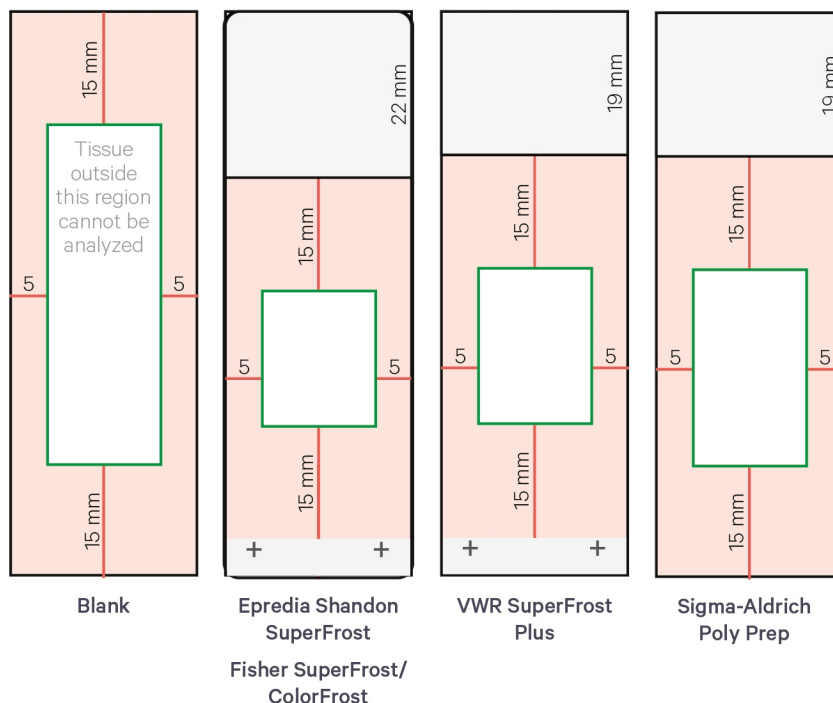 15 mm
Tissue
outside
this region
cannot be
analyzed
5
5
15 mm
Blank
22 mm
15 mm
5
5
15 mm
+
+
Epredia Shandon
SuperFrost
Fisher SuperFrost/
ColorFrost
19 mm
15 mm
5
5
15 mm
+
+
VWR SuperFrost
Plus
19 mm
15 mm
5
5
15 mm
Sigma-Aldrich
Poly Prep